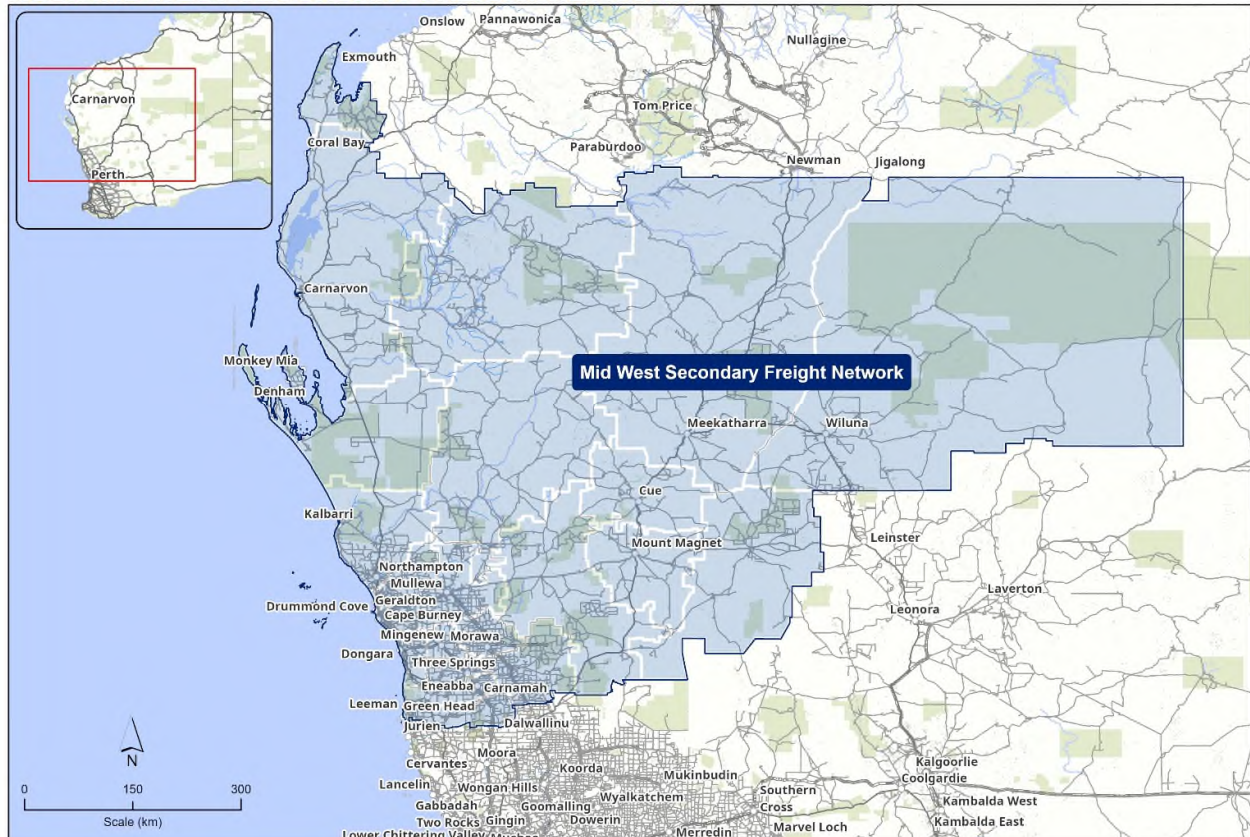 Onslow
Pannawonica
Nullagine
Exmouth
Carnarvon
Perth
Tom Price
Coral Bay
Paraburdoo
Newman
Jigalong
Carnarvon
Monkey Mia
Denham
Mid West Secondary Freight Network
Meekatharra
Wiluna
Cue
Kalbarri
Mount Magnet
Leinster
Northampton
Mullewa
Laverton
Geraldton
Drummond Cove
Cape Burney
Leonora
Mingenew
Morawa
Dongara
Three Springs
Eneabba
Carnamah
Leeman
Green Head
Jurien
Dalwallinu
N
Moora
Cervantes
Koorda
Mukinbudin
Kalgoorlie
Coolgardie
Lancelin
Wongan Hills
Wyalkatchem
Southern
Cross
Kambalda West
Gabbadah
Goomalling
Two Rocks
Gingin
Dowerin
Marvel Loch
Kambalda East
Lower Chittering Valley
Merredin
0
150
300
Scale (km)